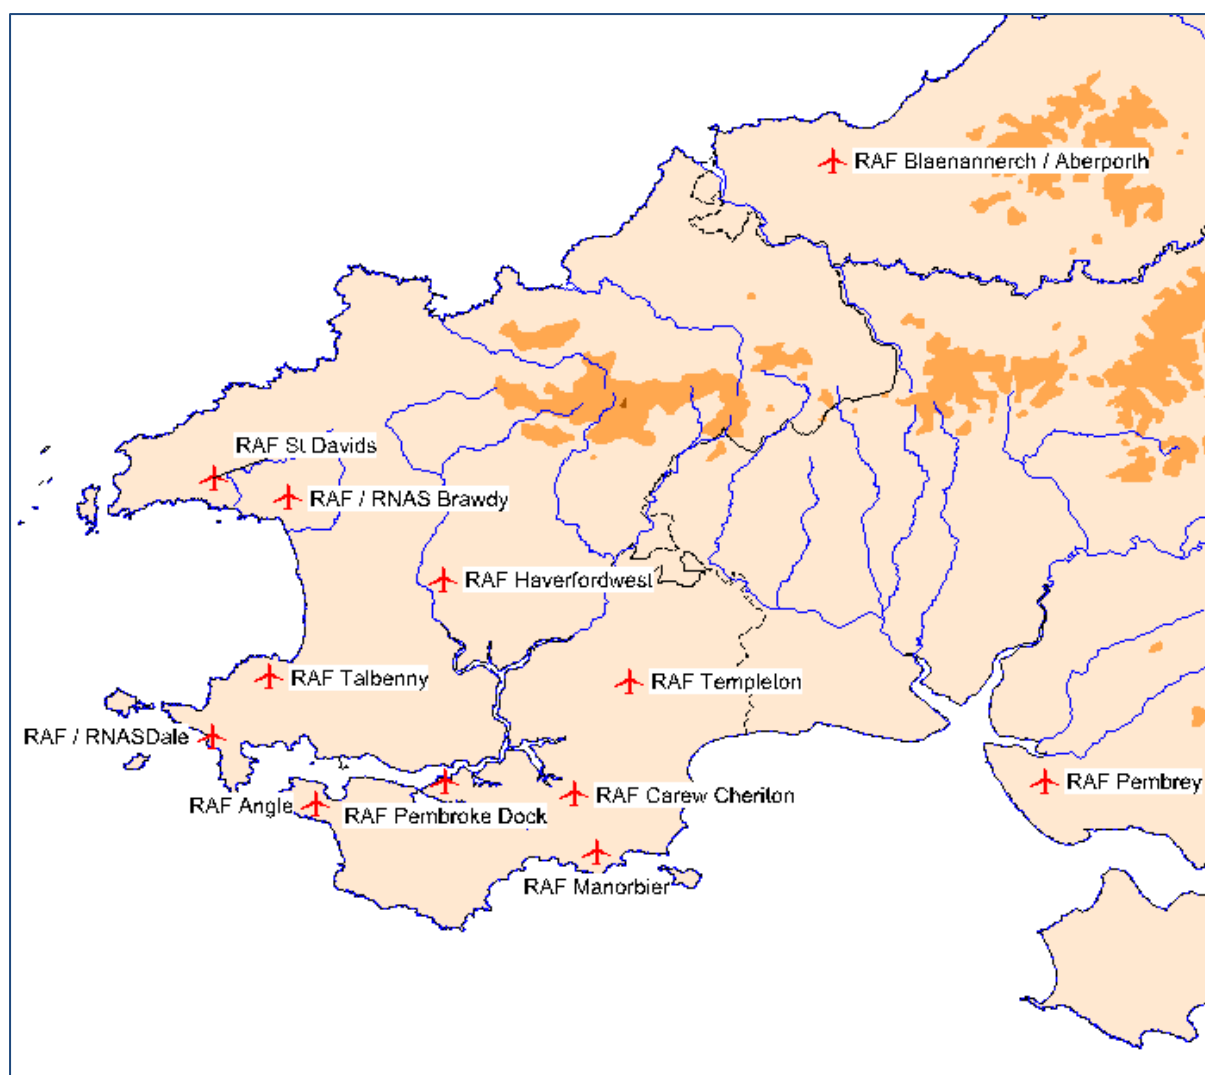 RAF Blaenannerch / Aberporth
RAF St Davids
RAF / RNAS Brawdy
RAF Haverfordwest
RAF Talbenny
RAF Templeton
RAF / RNASDale
RAF Pembrey
RAF Angle
RAF Carew Cheriton
RAF Pembroke Dock
RAF Manorbier